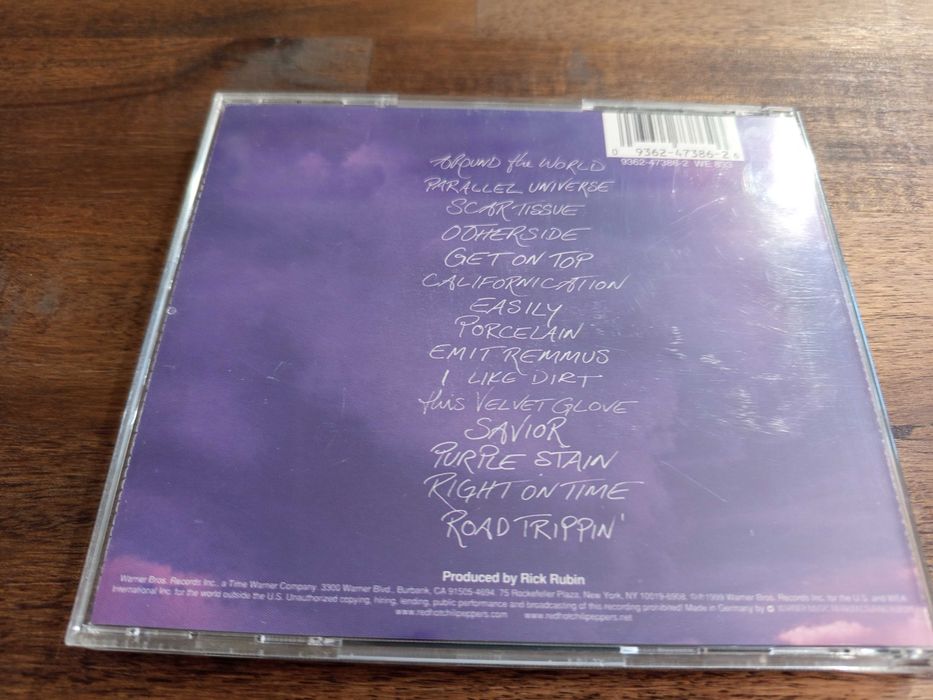 0 9362-47386-2 6
9362-47386-2 WE 833
AROUND the WORLD
PARALLEL UNIVERSE
SCAR TISSUE
OTHERSIDE
GET ON TOP
CALIFORNICATION
EASILY
PORCELAIN
EMIT REMMUS
I LIKE DIRT
this VELVET GLOVE
SAVIOR
PURPLE STAIN
RIGHT ON TIME
ROAD TRIPPIN'
Produced by Rick Rubin
Warner Bros. Records Inc., a Time Warner Company. 3300 Warner Blvd., Burbank, CA 91505-4694. 75 Rockefeller Plaza, New York, NY 10019-6908. ©℗ 1999 Warner Bros. Records Inc. for the U.S. and WEA
International Inc. for the world outside the U.S. Unauthorized copying, hiring, lending, public performance and broadcasting of this recording prohibited! Made in Germany by
www.redhotchilipeppers.com www.redhotchilipeppers.net